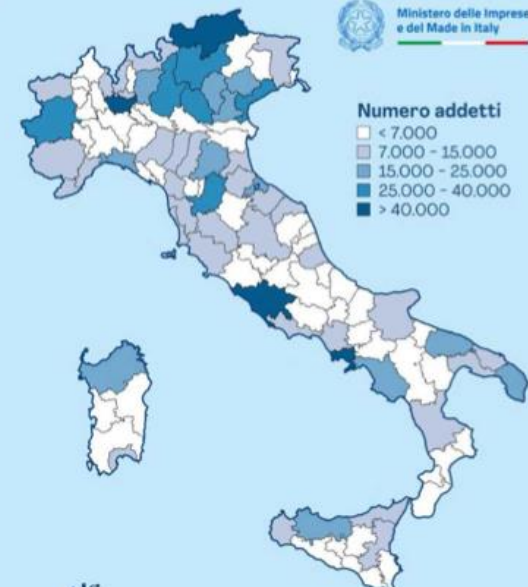 Ministero delle Imprese
e del Made in Italy
Numero addetti
< 7.000
7.000 - 15.000
15.000 - 25.000
25.000 - 40.000
> 40.000